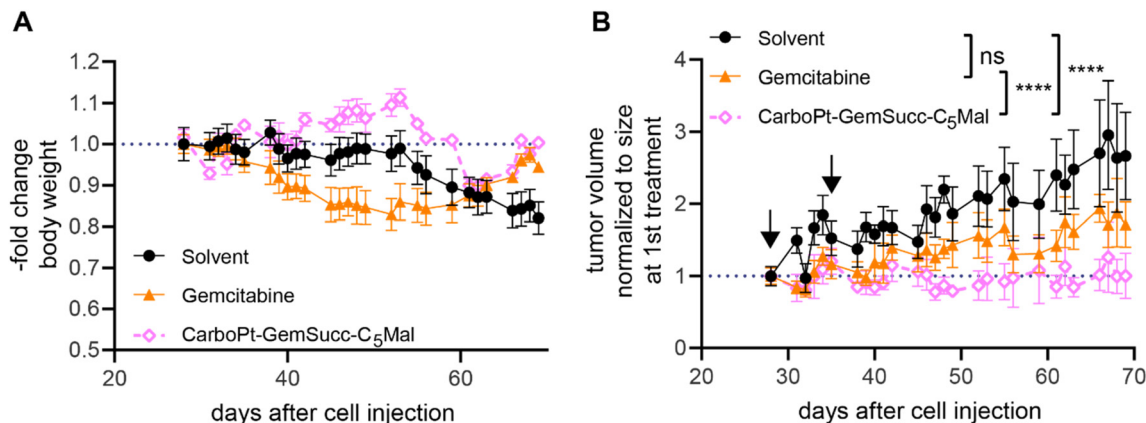 A
-fold change
body weight
1.2
1.1
1.0
0.9
0.8
0.7
0.6
0.5
Solvent
Gemcitabine
CarboPt-GemSucc-C5Mal
20
40
60
days after cell injection
B
Solvent
Gemcitabine
CarboPt-GemSucc-C5Mal
ns
****
****
tumor volume
normalized to size
at 1st treatment
4
3
2
1
0
20
30
40
50
60
70
days after cell injection